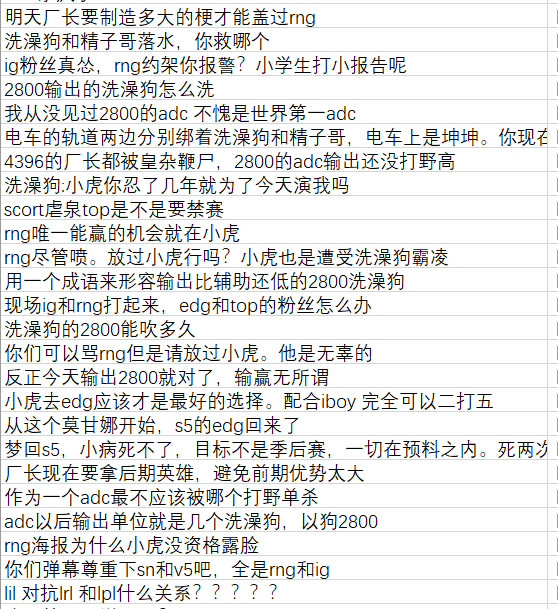 明天厂长要制造多大的梗才能盖过rng
洗澡狗和精子哥落水，你救哪个
ig粉丝真怂，rng约架你报警？小学生打小报告呢
2800输出的洗澡狗怎么洗
我从没见过2800的adc 不愧是世界第一adc
电车的轨道两边分别绑着洗澡狗和精子哥，电车上是坤坤。你现在
4396的厂长都被皇杂鞭尸，2800的adc输出还没打野高
洗澡狗:小虎你忍了几年就为了今天演我吗
scort虐泉top是不是要禁赛
rng唯一能赢的机会就在小虎
rng尽管喷。放过小虎行吗？小虎也是遭受洗澡狗霸凌
用一个成语来形容输出比辅助还低的2800洗澡狗
现场ig和rng打起来，edg和top的粉丝怎么办
洗澡狗的2800能吹多久
你们可以骂rng但是请放过小虎。他是无辜的
反正今天输出2800就对了，输赢无所谓
小虎去edg应该才是最好的选择。配合iboy 完全可以二打五
从这个莫甘娜开始，s5的edg回来了
梦回s5，小病死不了，目标不是季后赛，一切在预料之内。死两次
厂长现在要拿后期英雄，避免前期优势太大
作为一个adc最不应该被哪个打野单杀
adc以后输出单位就是几个洗澡狗，以狗2800
rng海报为什么小虎没资格露脸
你们弹幕尊重下sn和v5吧，全是rng和ig
lil 对抗lrl 和lpl什么关系？？？？？